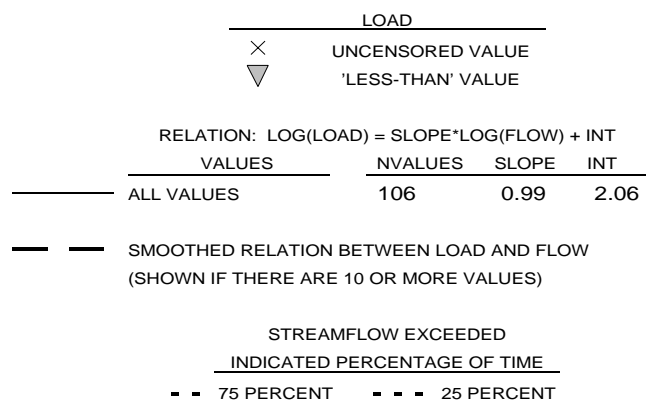 LOAD
UNCENSORED VALUE
'LESS-THAN' VALUE
RELATION: LOG(LOAD) = SLOPE*LOG(FLOW) + INT
VALUES NVALUES SLOPE INT
ALL VALUES 106 0.99 2.06
SMOOTHED RELATION BETWEEN LOAD AND FLOW
(SHOWN IF THERE ARE 10 OR MORE VALUES)
STREAMFLOW EXCEEDED
INDICATED PERCENTAGE OF TIME
75 PERCENT 25 PERCENT